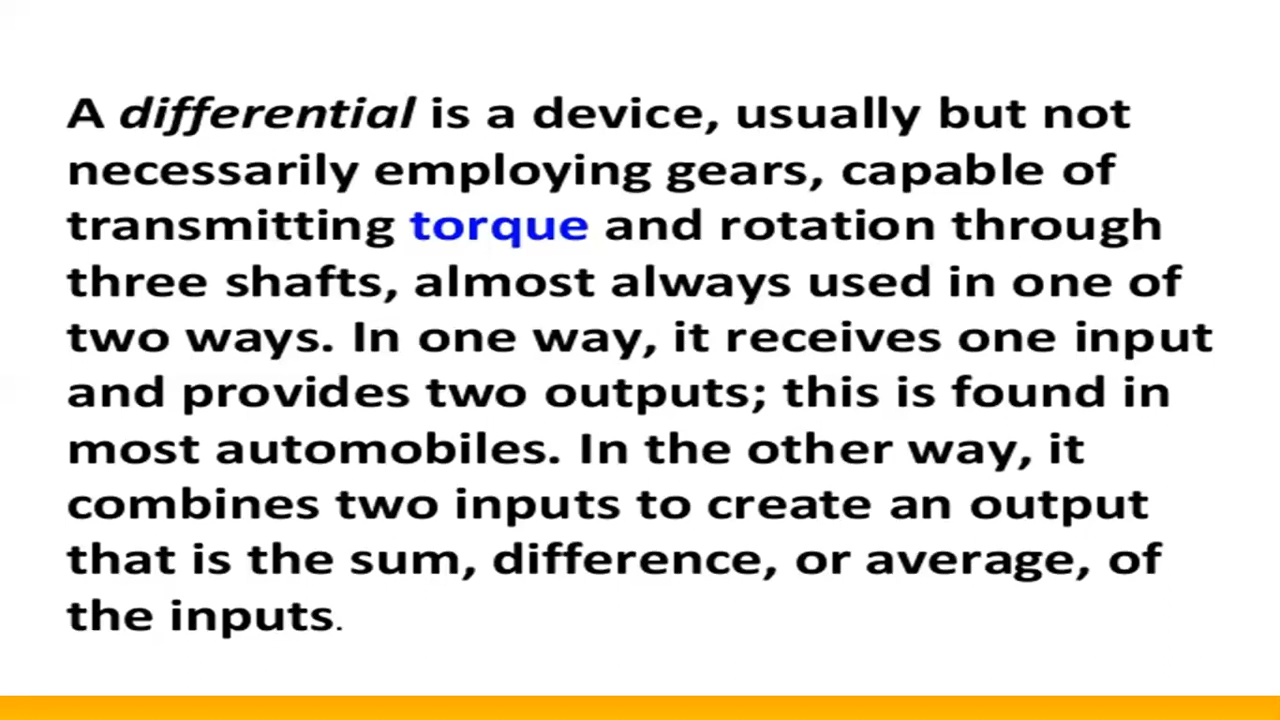 A differential is a device, usually but not
necessarily employing gears, capable of
transmitting torque and rotation through
three shafts, almost always used in one of
two ways. In one way, it receives one input
and provides two outputs; this is found in
most automobiles. In the other way, it
combines two inputs to create an output
that is the sum, difference, or average, of
the inputs.